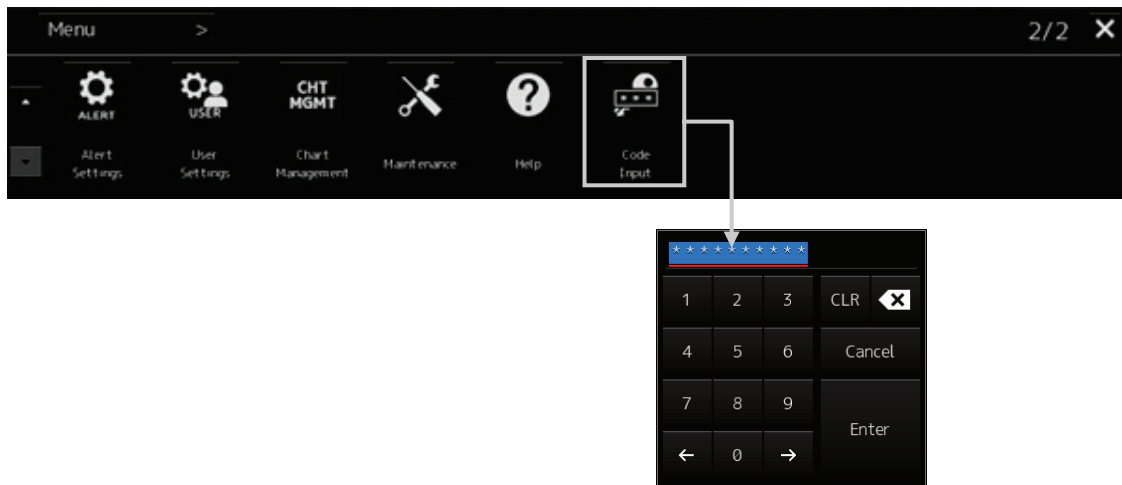 Menu > 2/2 ×
ALERT USER CHT
MGMT ? ***
Alert
Settings
User
Settings
Chart
Management
Maintenance
Help
Code
Input
**********
1 2 3 CLR ×
4 5 6 Cancel
7 8 9
Enter
← 0 →